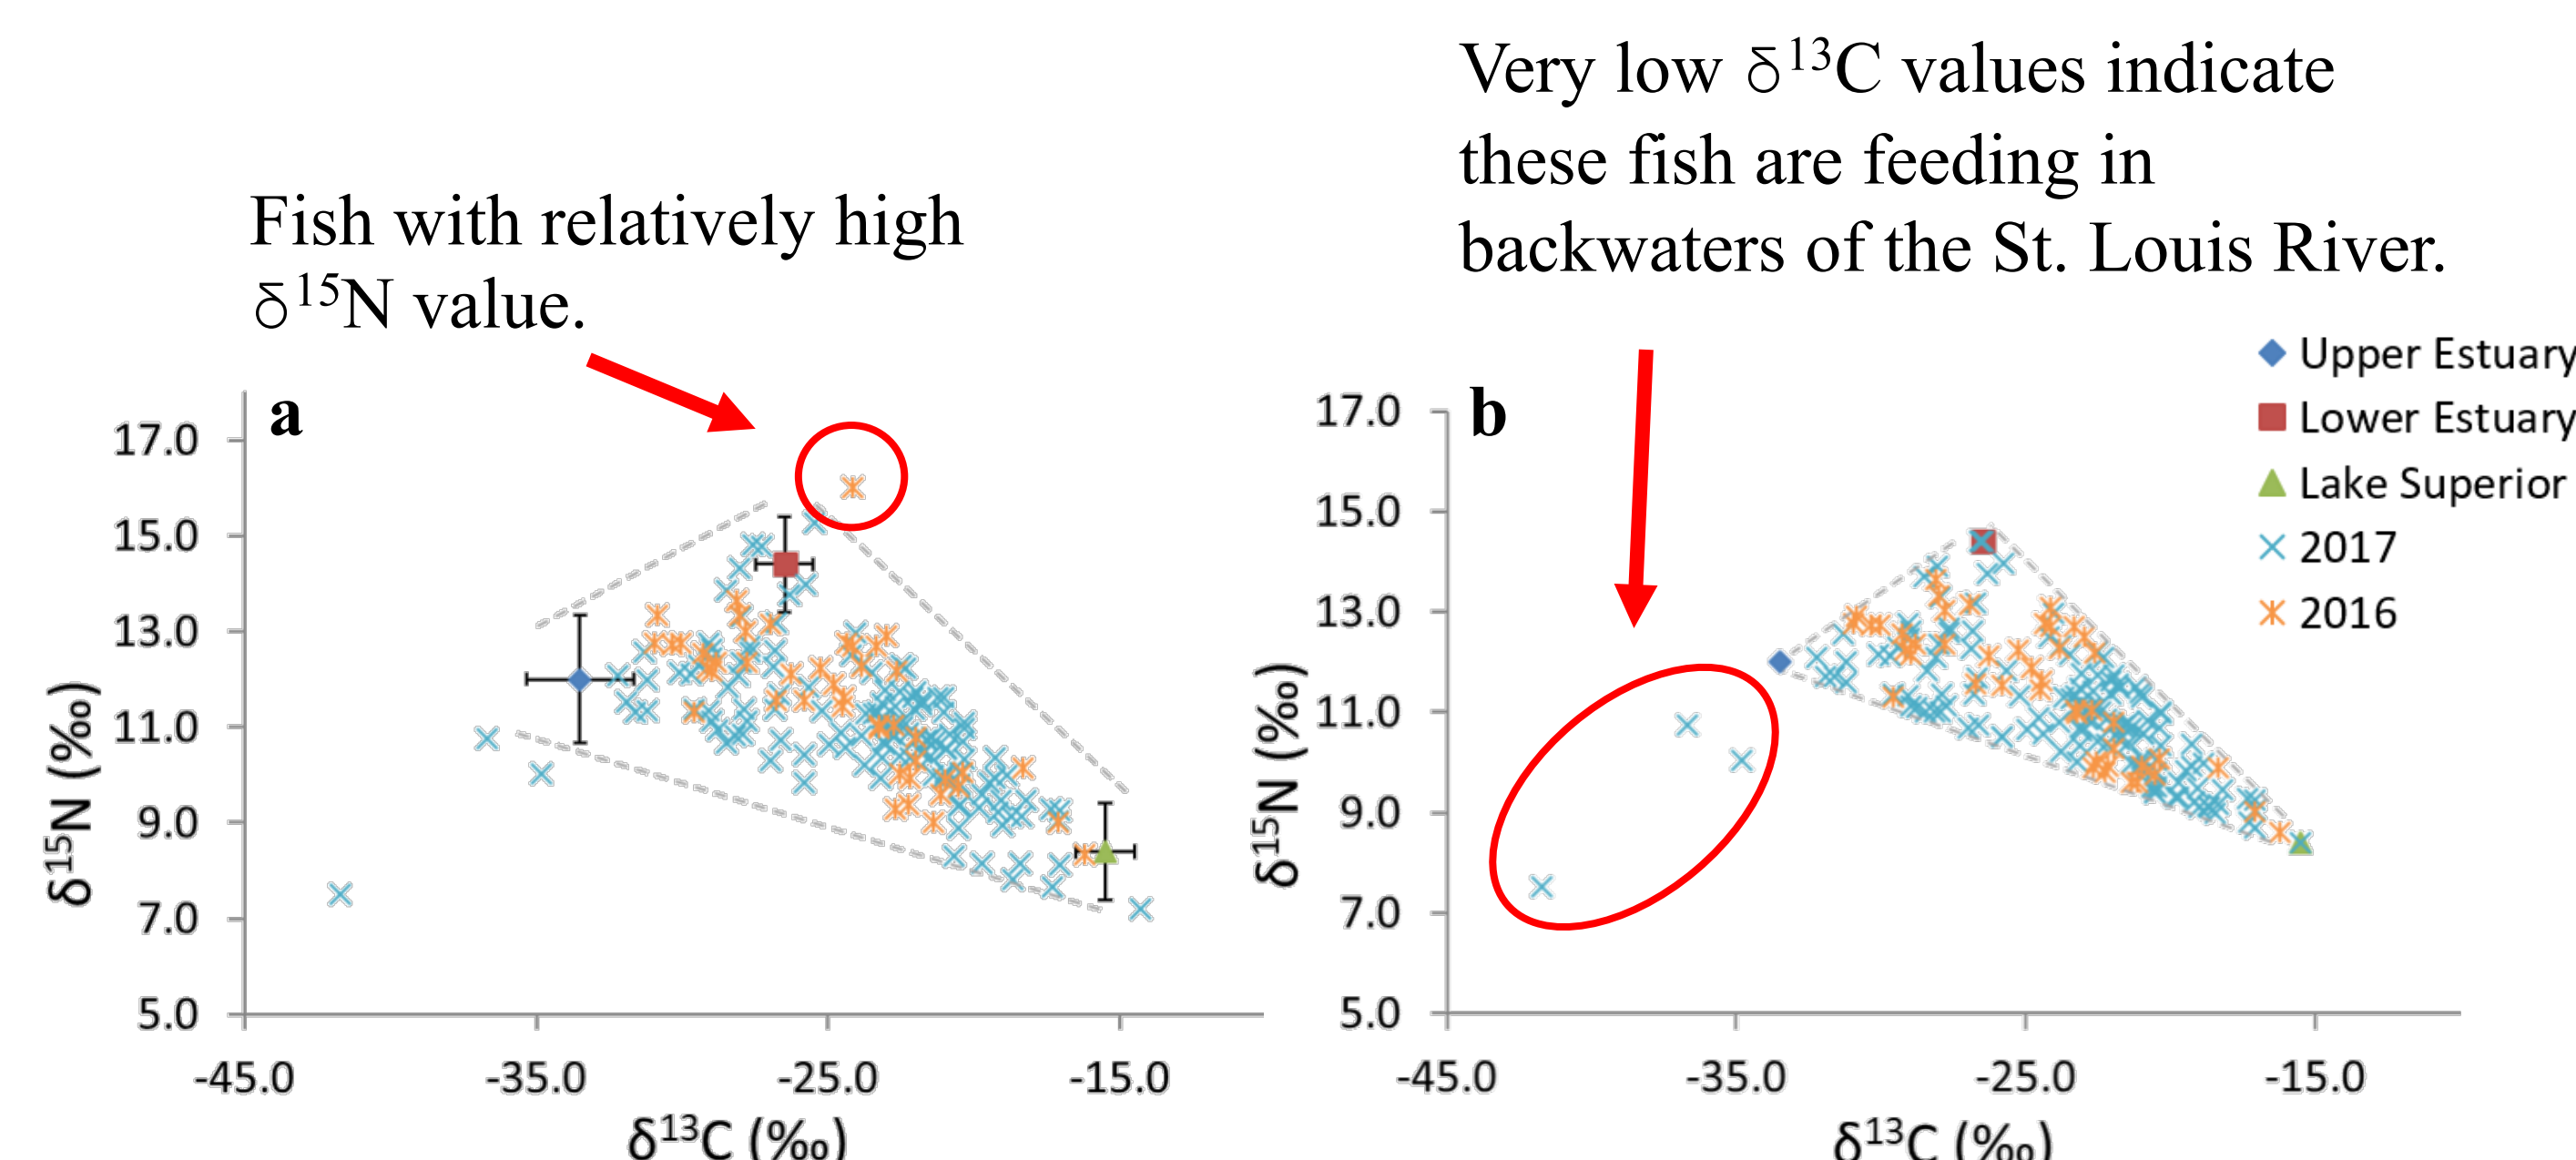 Very low δ¹³C values indicate
these fish are feeding in
backwaters of the St. Louis River.
Fish with relatively high
δ¹⁵N value.
a
17.0
15.0
13.0
11.0
9.0
7.0
5.0
-45.0
-35.0
-25.0
-15.0
δ¹⁵N (‰)
δ¹³C (‰)
b
17.0
15.0
13.0
11.0
9.0
7.0
5.0
-45.0
-35.0
-25.0
-15.0
δ¹⁵N (‰)
δ¹³C (‰)
Upper Estuary
Lower Estuary
Lake Superior
2017
2016